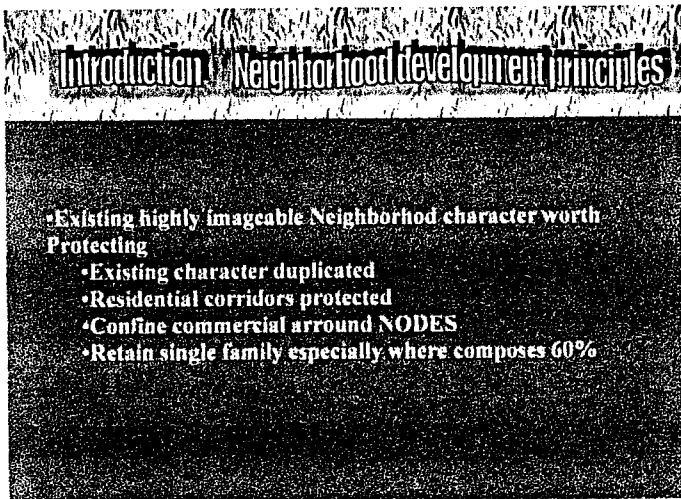 Introduction Neighborhood development principles
•Existing highly imageable Neighborhod character worth
Protecting
•Existing character duplicated
•Residential corridors protected
•Confine commercial arround NODES
•Retain single family especially where composes 60%